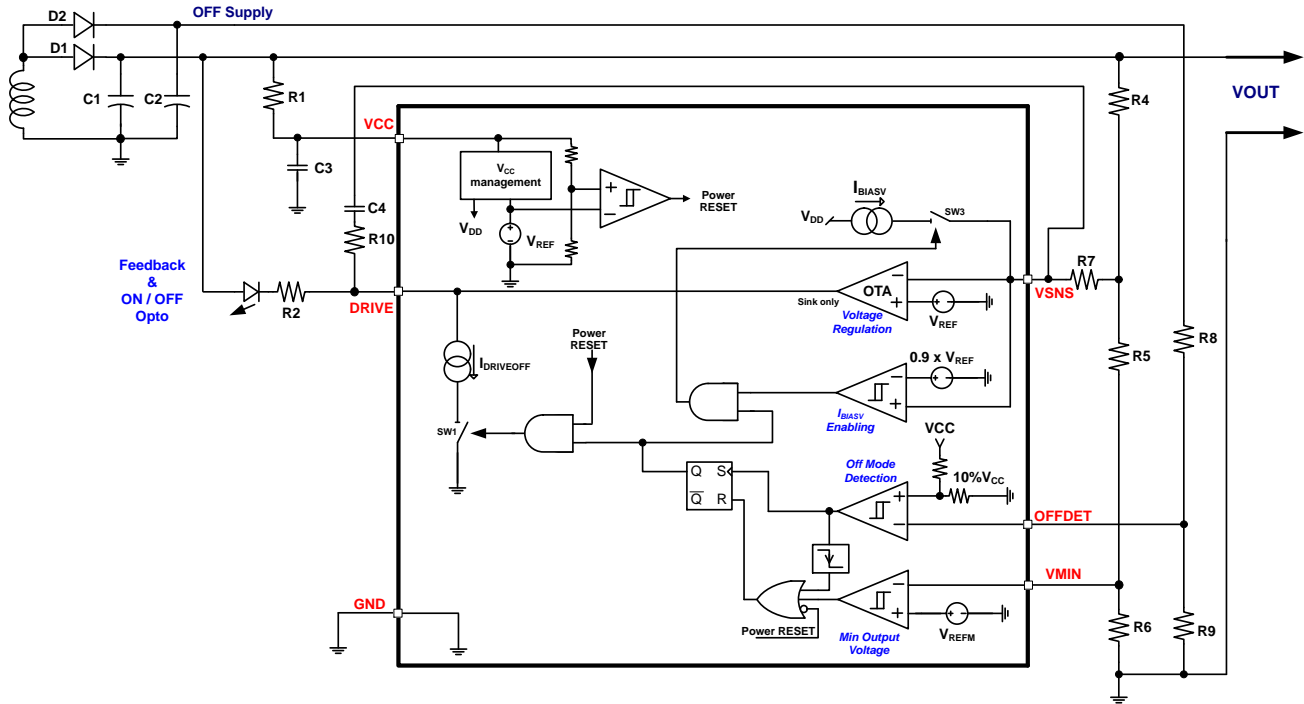 D2
OFF Supply
D1
C1
C2
R1
R4
VOUT
VCC
C3
VCC
management
VDD
VREF
+
−
Power
RESET
IBIASV
VDD
SW3
C4
R10
Feedback
&
ON / OFF
Opto
R2
DRIVE
OTA
−
+
Sink only
Voltage
Regulation
VREF
VSNS
R7
R5
R8
IDRIVEOFF
Power
RESET
0.9 x VREF
−
+
IBIASV
Enabling
SW1
VCC
Off Mode
Detection
10%VCC
Q
S
Q
R
+
−
OFFDET
VMIN
GND
Power RESET
−
+
Min Output
Voltage
VREFM
R6
R9